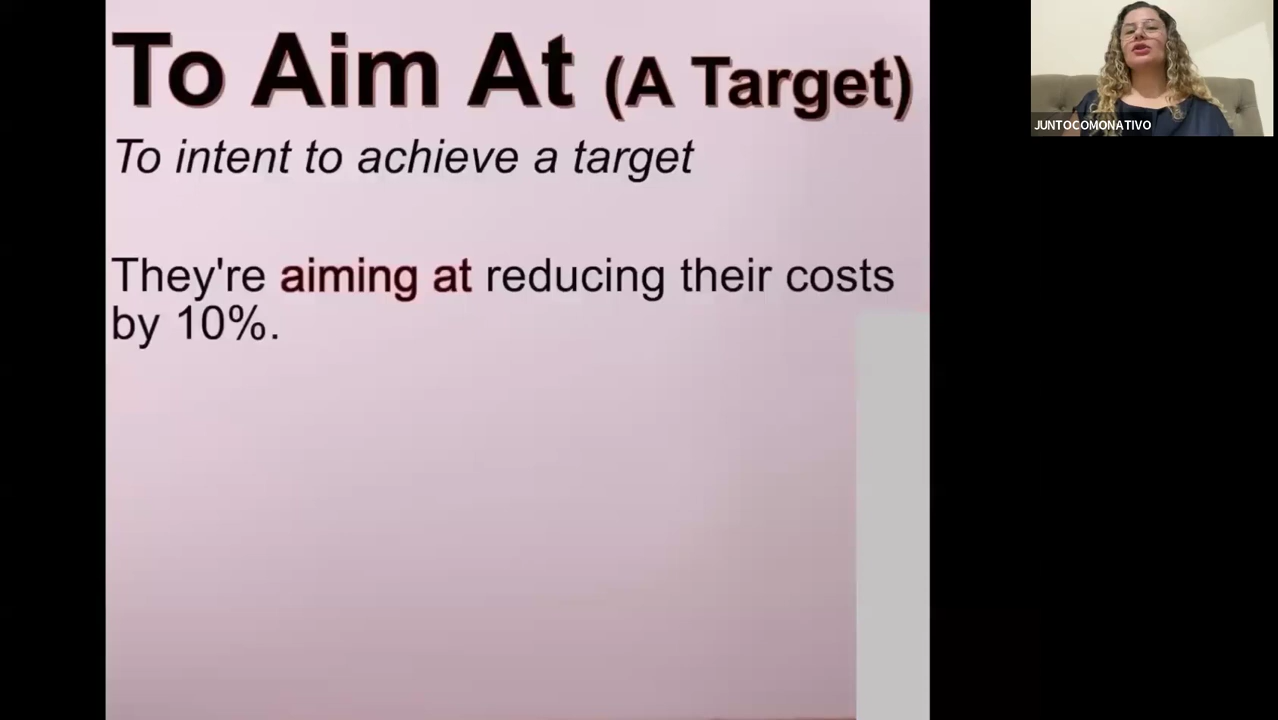 To Aim At (A Target)
To intent to achieve a target
They're aiming at reducing their costs
by 10%.
JUNTOCOMONATIVO